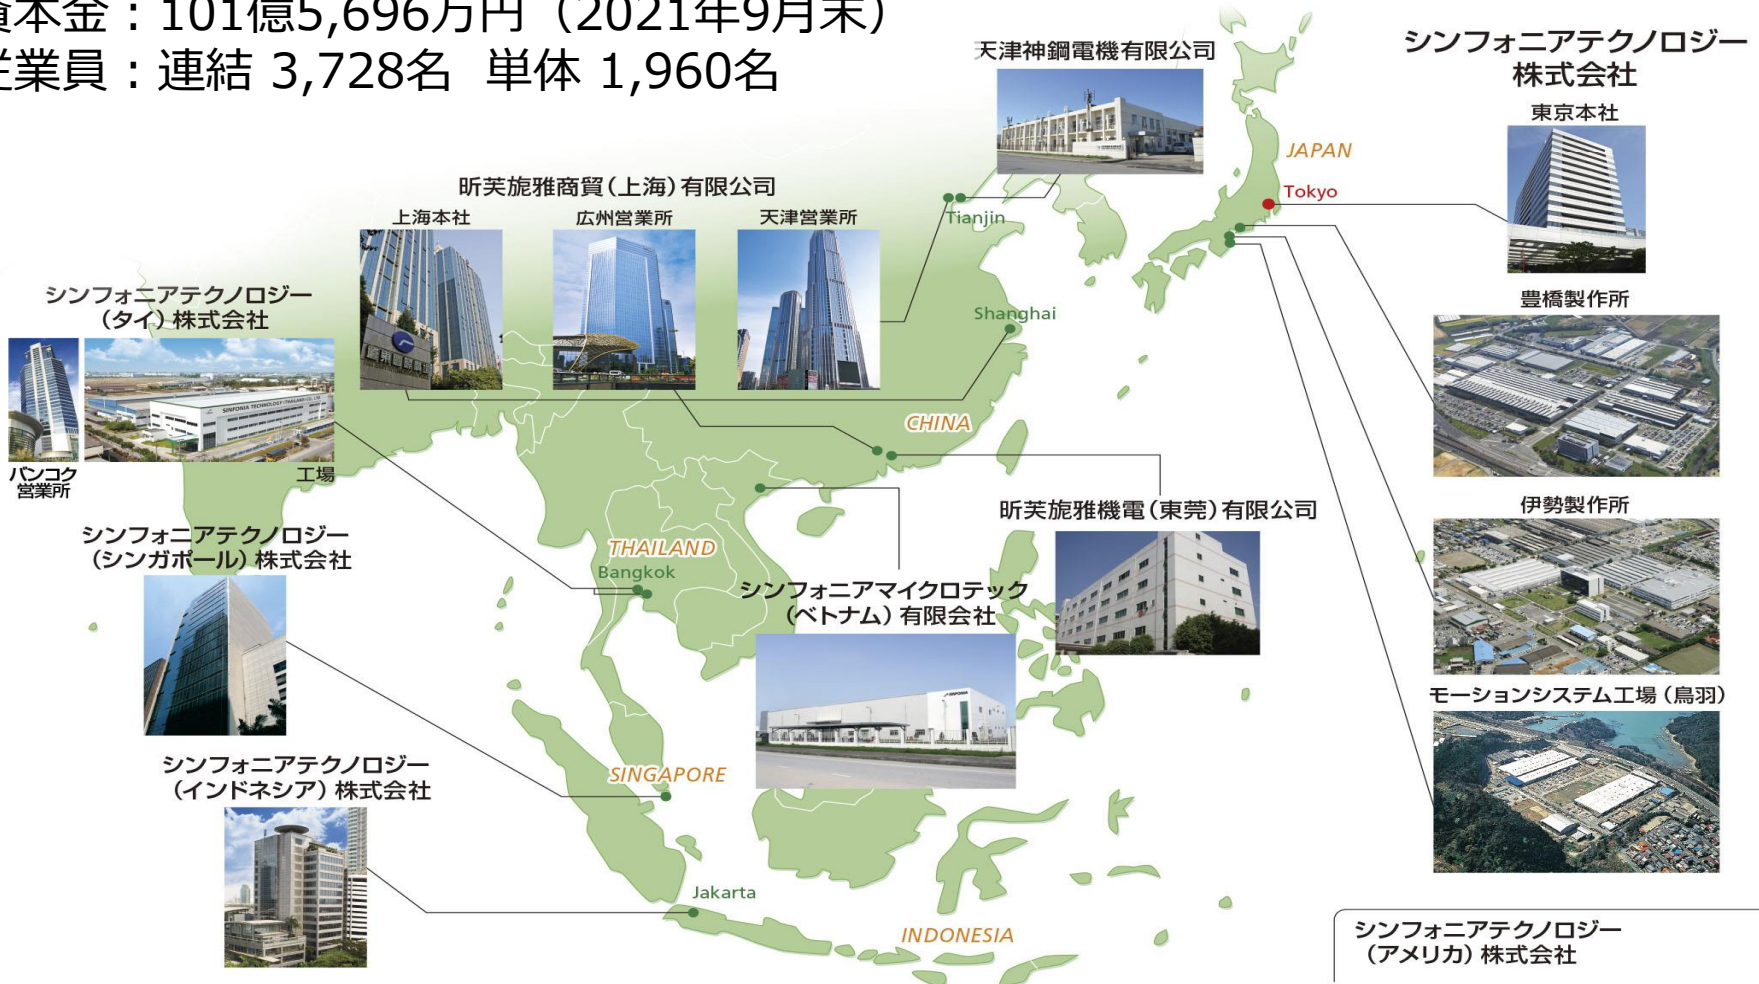 資本金：101億5,696万円（2021年9月末）
従業員：連結 3,728名 単体 1,960名
天津神鋼電機有限公司
シンフォニアテクノロジー
株式会社
東京本社
JAPAN
Tokyo
昕芙旎雅商貿（上海）有限公司
上海本社
広州営業所
天津営業所
Tianjin
シンフォニアテクノロジー
（タイ）株式会社
SINFONIA TECHNOLOGY (THAILAND) CO., LTD.
バンコク
営業所
工場
Shanghai
豊橋製作所
CHINA
伊勢製作所
昕芙旎雅機電（東莞）有限公司
シンフォニアテクノロジー
（シンガポール）株式会社
THAILAND
Bangkok
シンフォニアマイクロテック
（ベトナム）有限会社
SINFONIA
モーションシステム工場（鳥羽）
シンフォニアテクノロジー
（インドネシア）株式会社
SINGAPORE
Jakarta
INDONESIA
シンフォニアテクノロジー
（アメリカ）株式会社